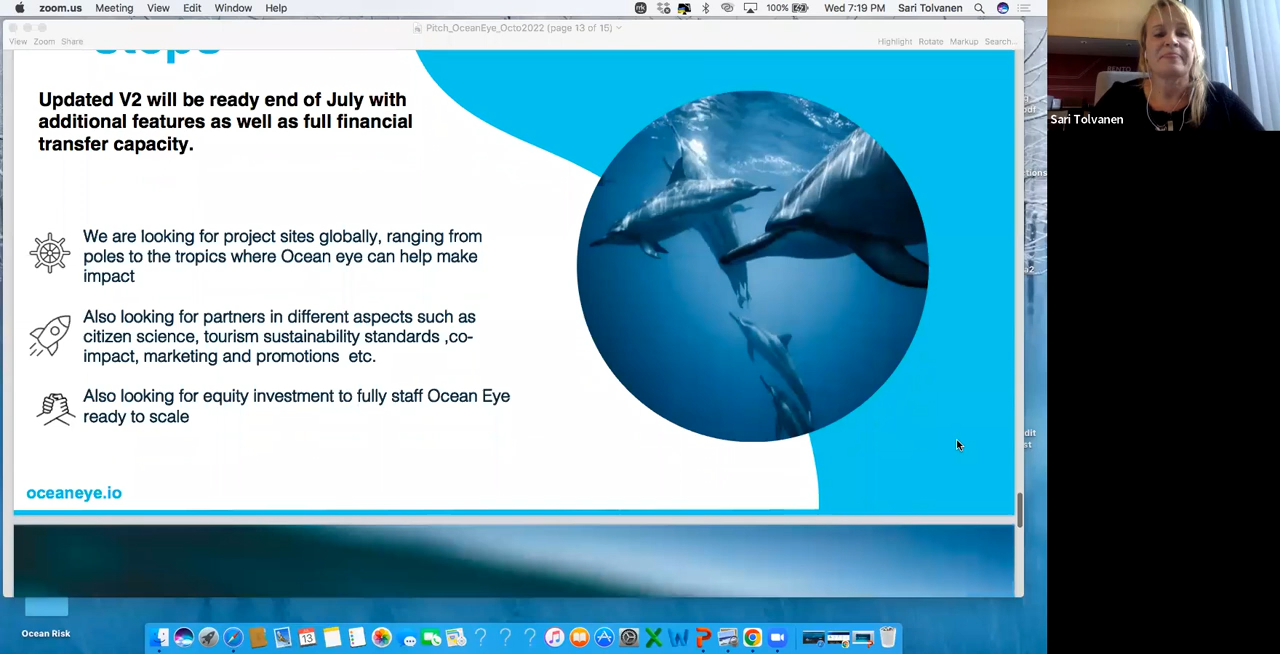 zoom.us Meeting View Edit Window Help 100% Wed 7:19 PM Sari Tolvanen
Pitch_OceanEye_Octo2022 (page 13 of 15)
View Zoom Share Highlight Rotate Markup Search...
Updated V2 will be ready end of July with
additional features as well as full financial
transfer capacity.
We are looking for project sites globally, ranging from
poles to the tropics where Ocean eye can help make
impact
Also looking for partners in different aspects such as
citizen science, tourism sustainability standards ,co-
impact, marketing and promotions etc.
Also looking for equity investment to fully staff Ocean Eye
ready to scale
oceaneye.io
Sari Tolvanen
Ocean Risk
13